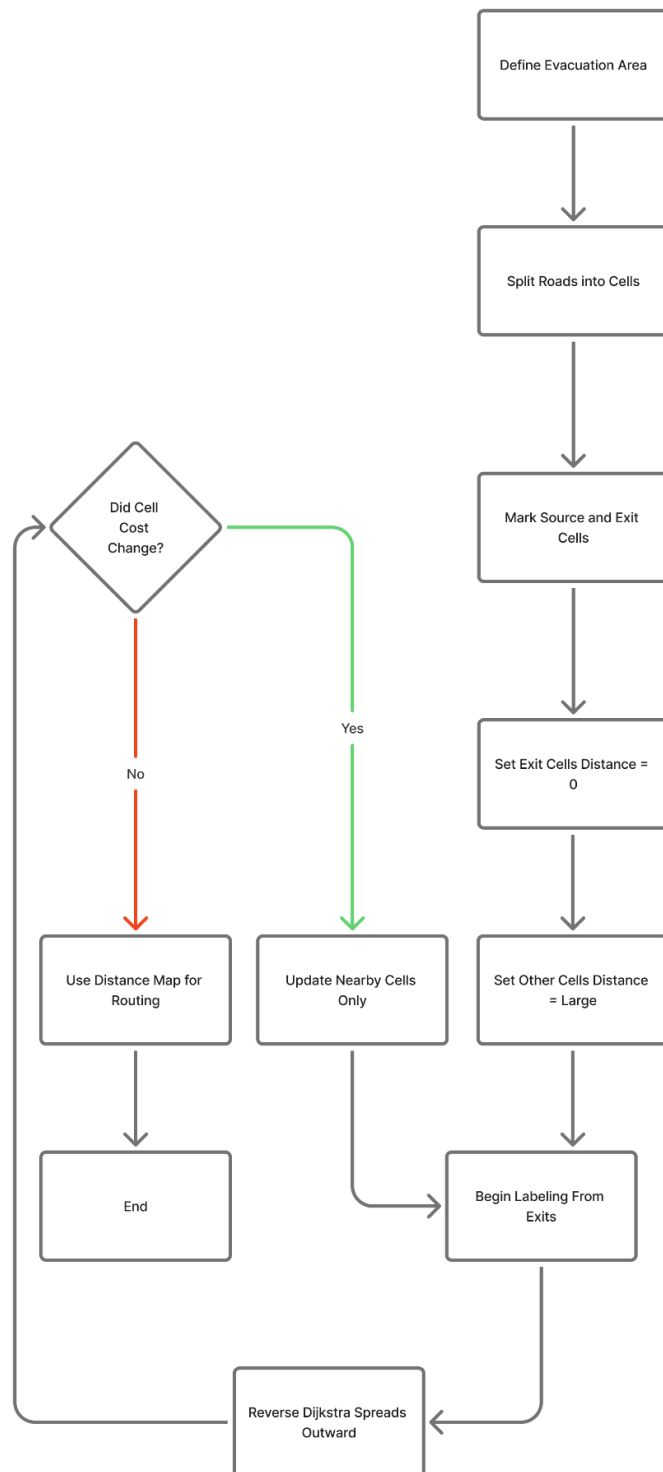 Define Evacuation Area
Split Roads into Cells
Did Cell
Cost
Change?
Mark Source and Exit
Cells
Yes
No
Set Exit Cells Distance =
0
Use Distance Map for
Routing
Update Nearby Cells
Only
Set Other Cells Distance
= Large
End
Begin Labeling From
Exits
Reverse Dijkstra Spreads
Outward